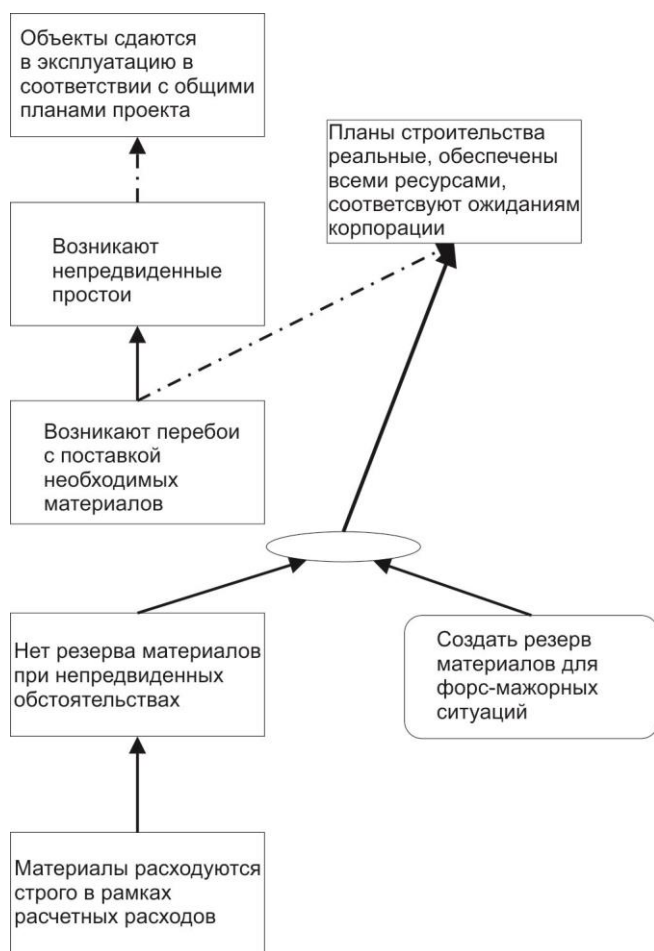 Объекты сдаются
в эксплуатацию в
соответствии с общими
планами проекта
Планы строительства
реальные, обеспечены
всеми ресурсами,
соответсвуют ожиданиям
корпорации
Возникают
непредвиденные
простои
Возникают перебои
с поставкой
необходимых
материалов
Нет резерва материалов
при непредвиденных
обстоятельствах
Создать резерв
материалов для
форс-мажорных
ситуаций
Материалы расходуются
строго в рамках
расчетных расходов